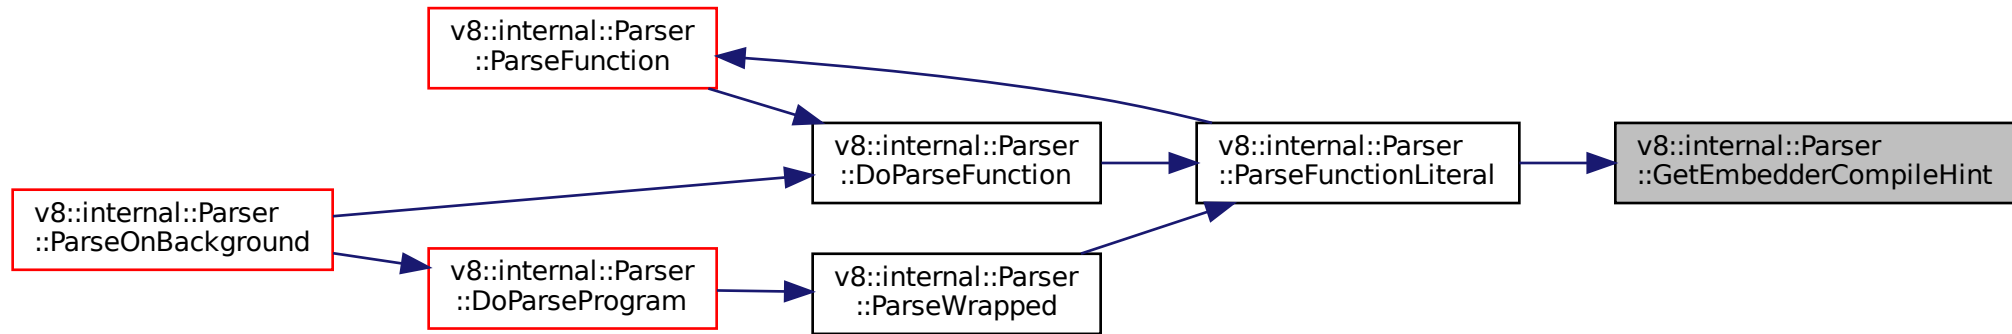 v8::internal::Parser
::ParseFunction
v8::internal::Parser
::DoParseFunction
v8::internal::Parser
::ParseFunctionLiteral
v8::internal::Parser
::GetEmbedderCompileHint
v8::internal::Parser
::ParseOnBackground
v8::internal::Parser
::DoParseProgram
v8::internal::Parser
::ParseWrapped